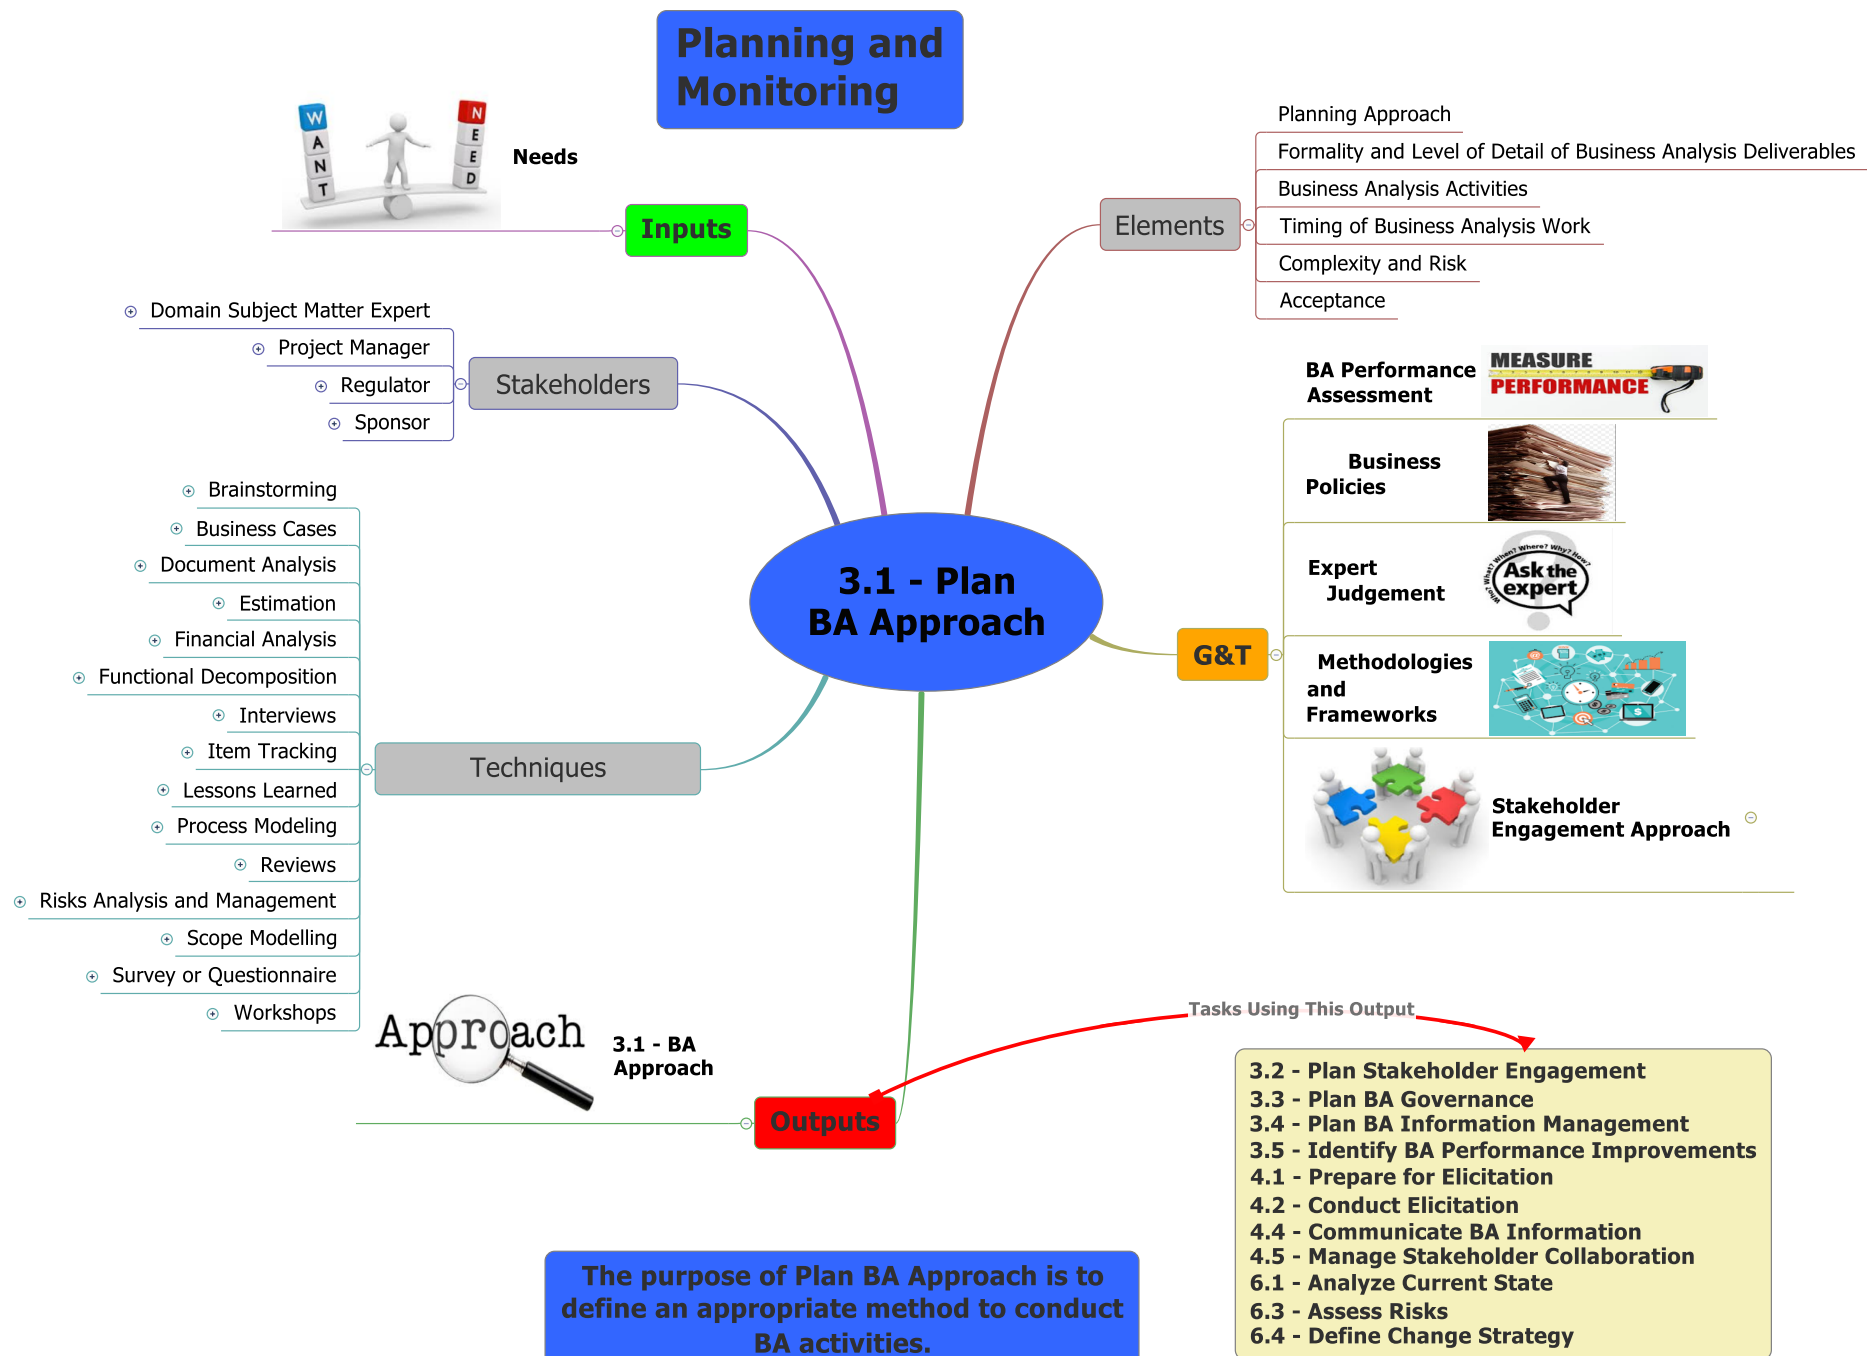 Planning and
Monitoring
WANT
NEED
Needs
Inputs
Planning Approach
Formality and Level of Detail of Business Analysis Deliverables
Business Analysis Activities
Timing of Business Analysis Work
Complexity and Risk
Acceptance
Elements
Domain Subject Matter Expert
Project Manager
Regulator
Sponsor
Stakeholders
BA Performance
Assessment
MEASURE
PERFORMANCE
Business
Policies
Expert
Judgement
Who? What? When? Where? Why? How?
Ask the
expert
Methodologies
and
Frameworks
Stakeholder
Engagement Approach
G&T
3.1 - Plan
BA Approach
Brainstorming
Business Cases
Document Analysis
Estimation
Financial Analysis
Functional Decomposition
Interviews
Item Tracking
Lessons Learned
Process Modeling
Reviews
Risks Analysis and Management
Scope Modelling
Survey or Questionnaire
Workshops
Techniques
Approach
3.1 - BA
Approach
Outputs
Tasks Using This Output
3.2 - Plan Stakeholder Engagement
3.3 - Plan BA Governance
3.4 - Plan BA Information Management
3.5 - Identify BA Performance Improvements
4.1 - Prepare for Elicitation
4.2 - Conduct Elicitation
4.4 - Communicate BA Information
4.5 - Manage Stakeholder Collaboration
6.1 - Analyze Current State
6.3 - Assess Risks
6.4 - Define Change Strategy
The purpose of Plan BA Approach is to
define an appropriate method to conduct
BA activities.